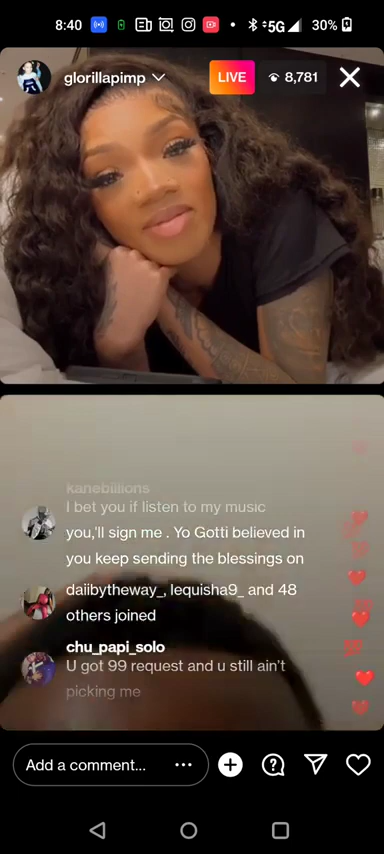 8:40
5G
30%
glorillapimp
LIVE
8,781
kanebillions
I bet you if listen to my music
you,'ll sign me . Yo Gotti believed in
you keep sending the blessings on
daiibytheway_, lequisha9_ and 48
others joined
chu_papi_solo
U got 99 request and u still ain't
picking me
Add a comment...